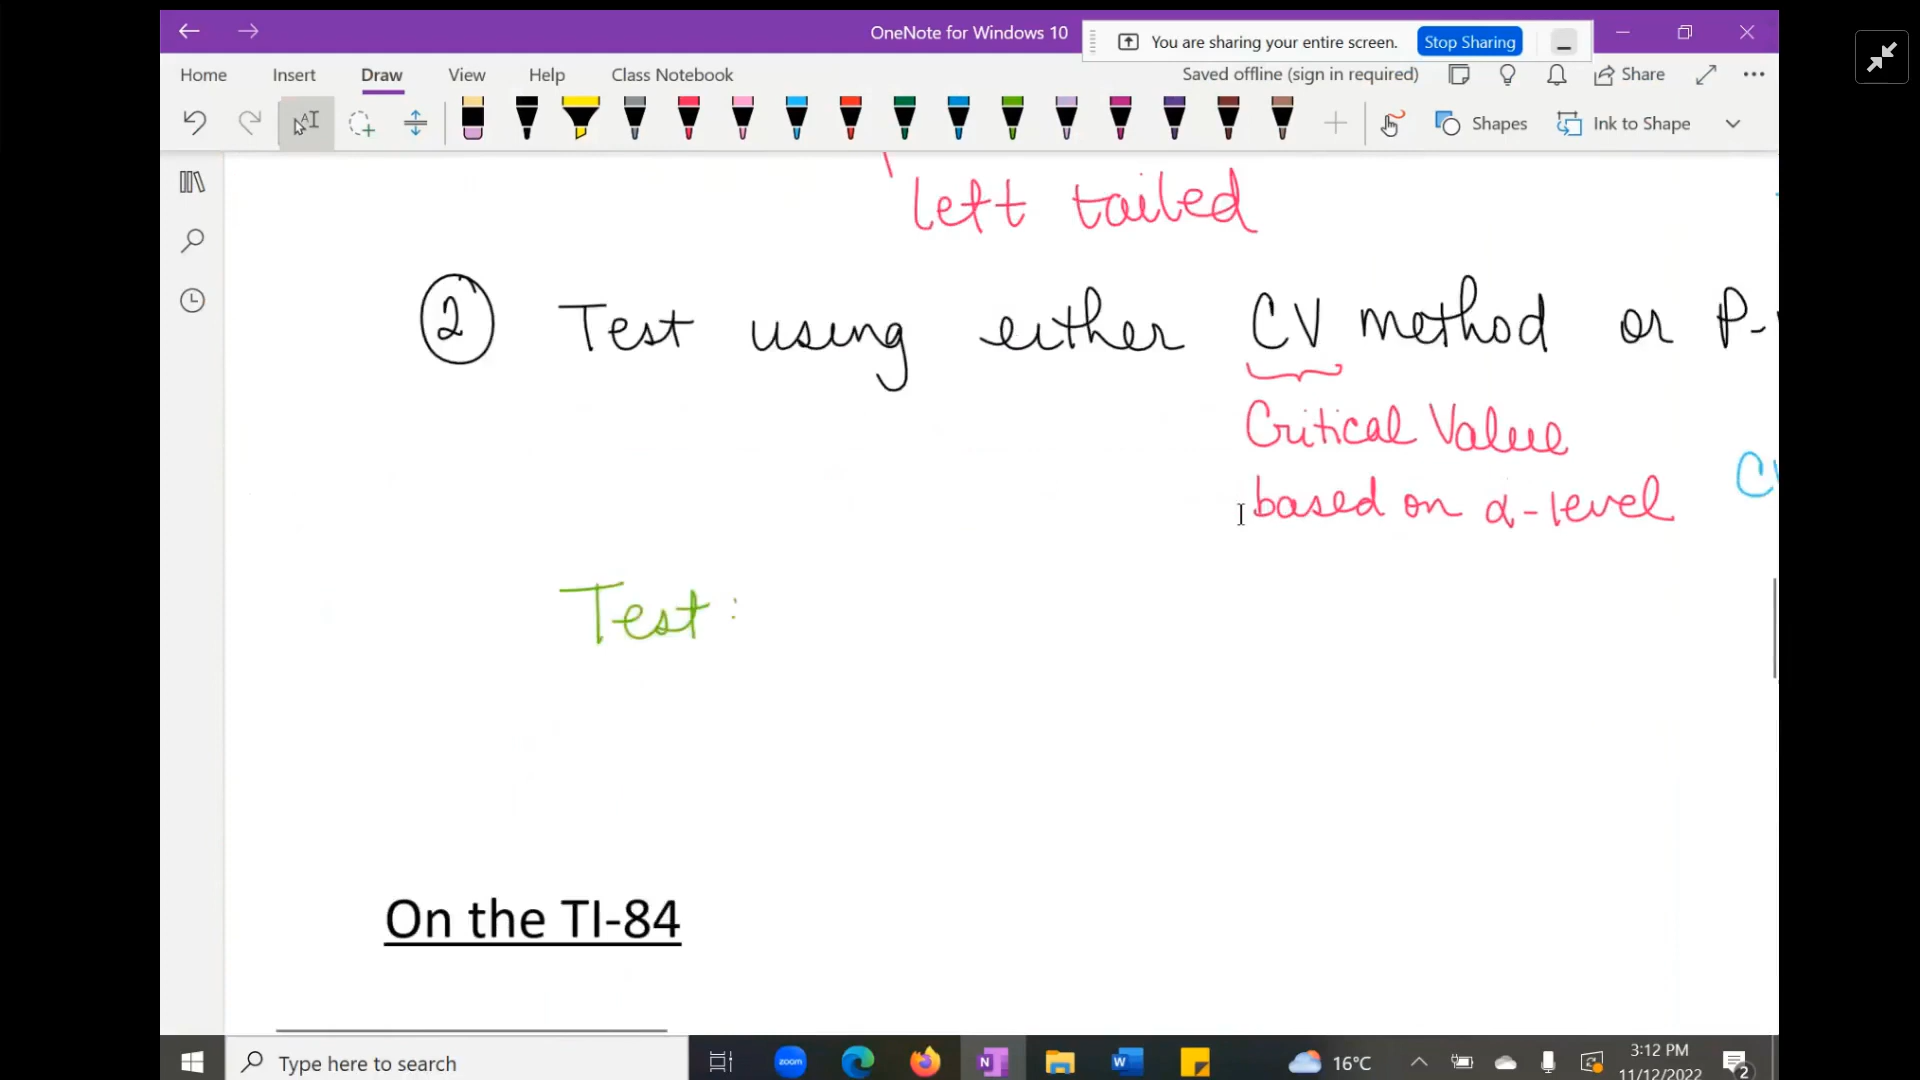 OneNote for Windows 10
You are sharing your entire screen.
Stop Sharing
Home Insert Draw View Help Class Notebook
Saved offline (sign in required)
Share
Shapes
Ink to Shape
left tailed
② Test using either CV method or P-
Critical Value
based on α-level
CV
Test:
On the TI-84
Type here to search
zoom
16°C
3:12 PM
11/12/2022
2